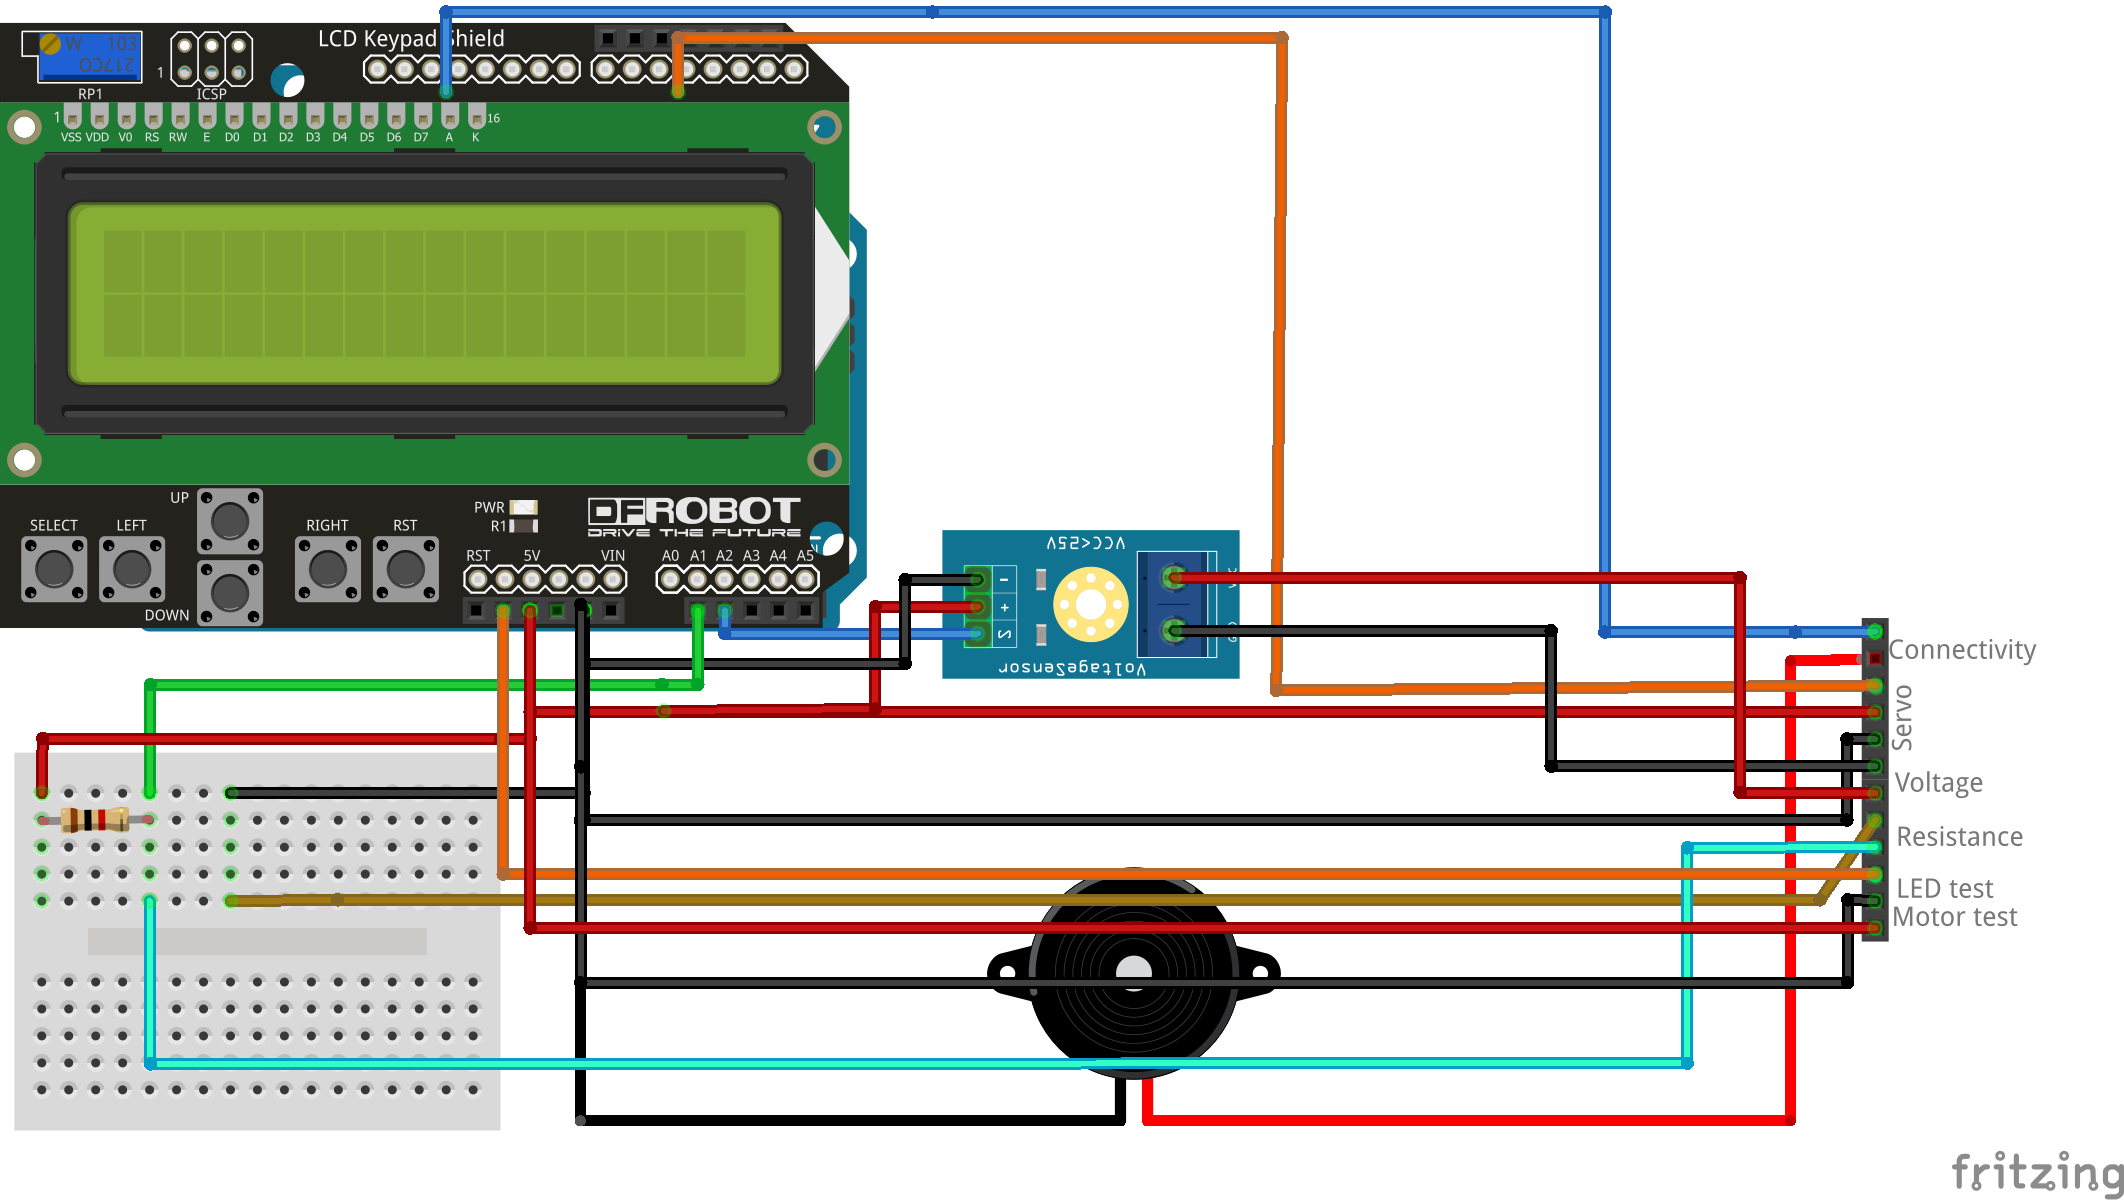 LCD Keypad Shield
W 103
217CO
RP1
1
ICSP
1
16
VSS VDD V0 RS RW E D0 D1 D2 D3 D4 D5 D6 D7 A K
UP
SELECT
LEFT
RIGHT
RST
DOWN
PWR
R1
DFROBOT
DRIVE THE FUTURE
RST 5V VIN
A0 A1 A2 A3 A4 A5
VCC<25V
-
+
S
VoltageSensor
Connectivity
Servo
Voltage
Resistance
LED test
Motor test
fritzing